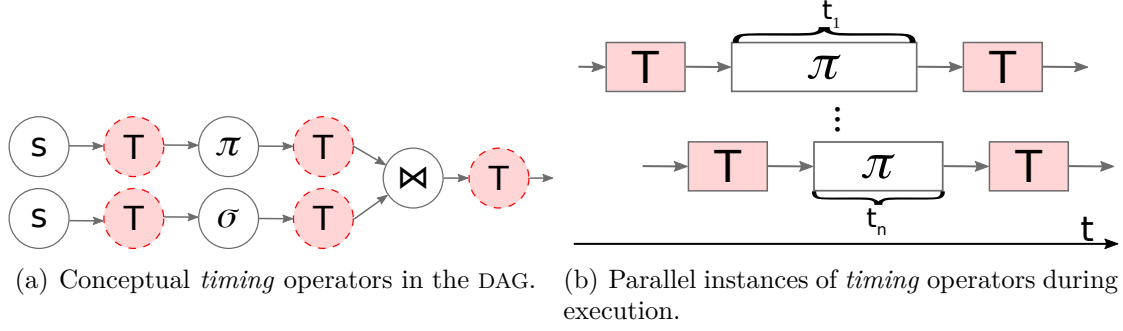 t1
T π T
⋮
T π T
tn
t
s T π T
⋈ T
s T σ T
(a) Conceptual timing operators in the DAG.
(b) Parallel instances of timing operators during
execution.